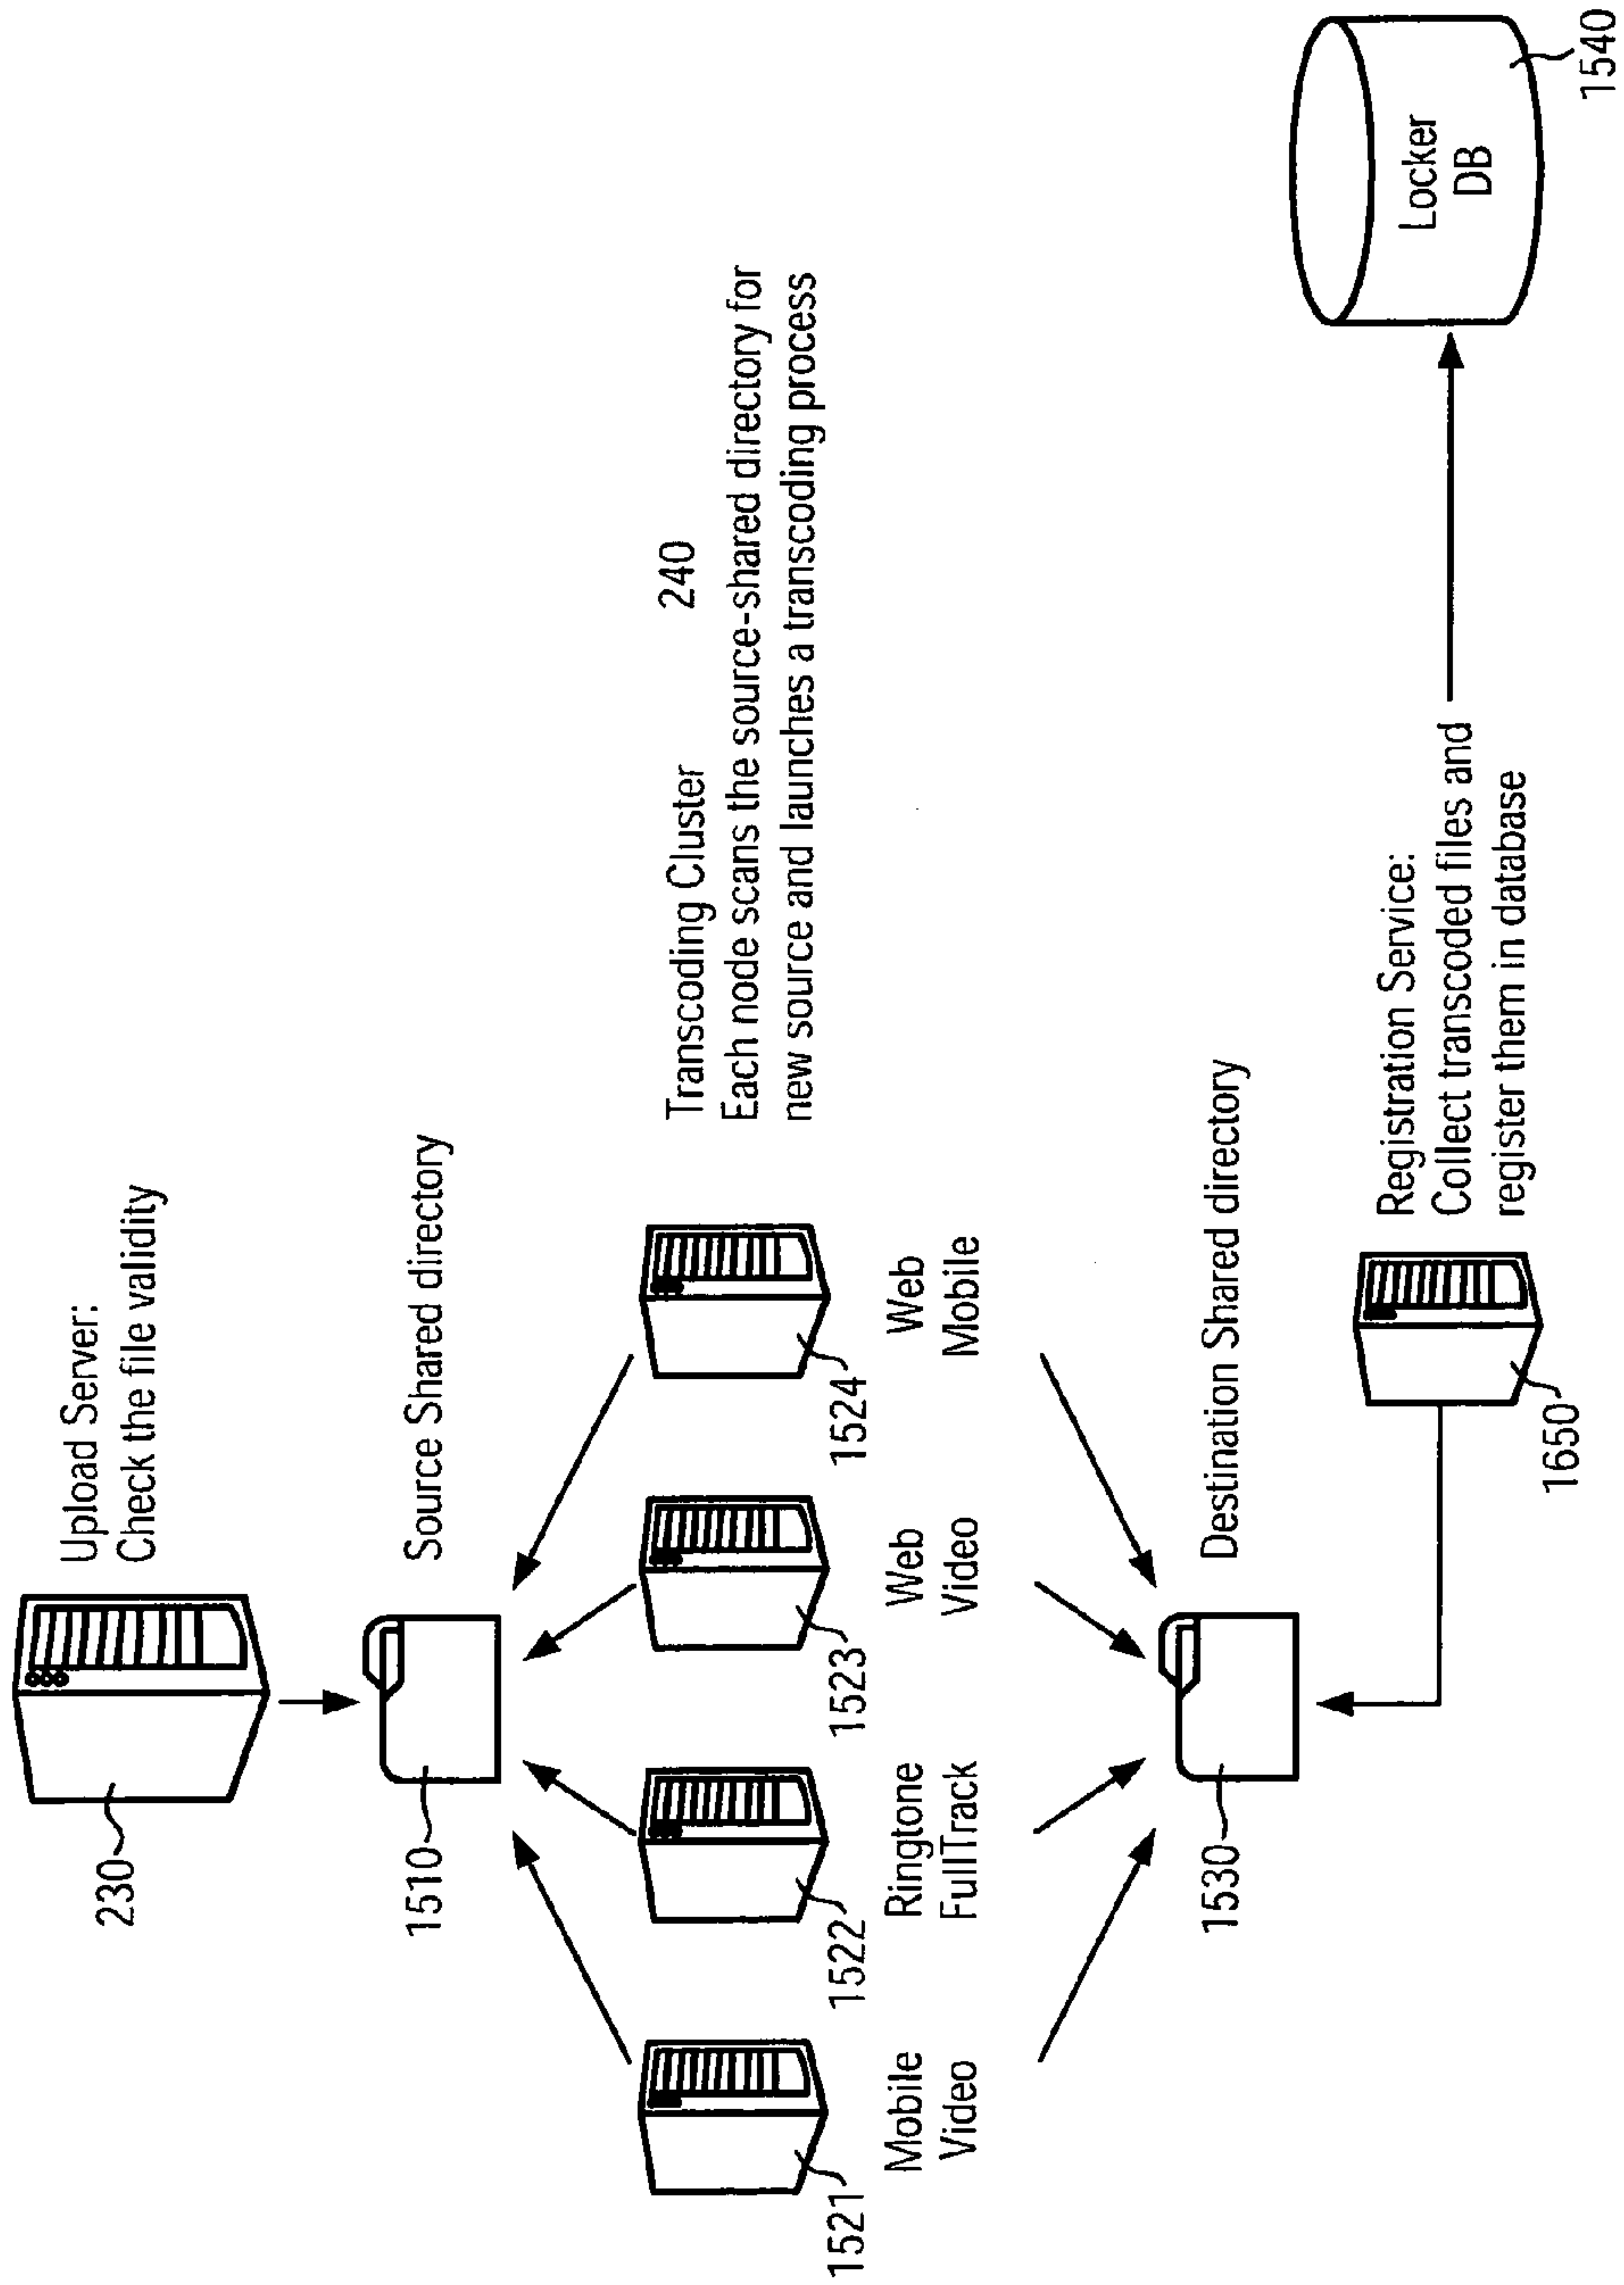 Upload Server:
Check the file validity
230
Source Shared directory
1510
Transcoding Cluster 240
Each node scans the source-shared directory for
new source and launches a transcoding process
1521
Mobile
Video
1522
Ringtone
FullTrack
1523
Web
Video
1524
Web
Mobile
Destination Shared directory
1530
Registration Service:
Collect transcoded files and
register them in database
1650
Locker
DB
1540